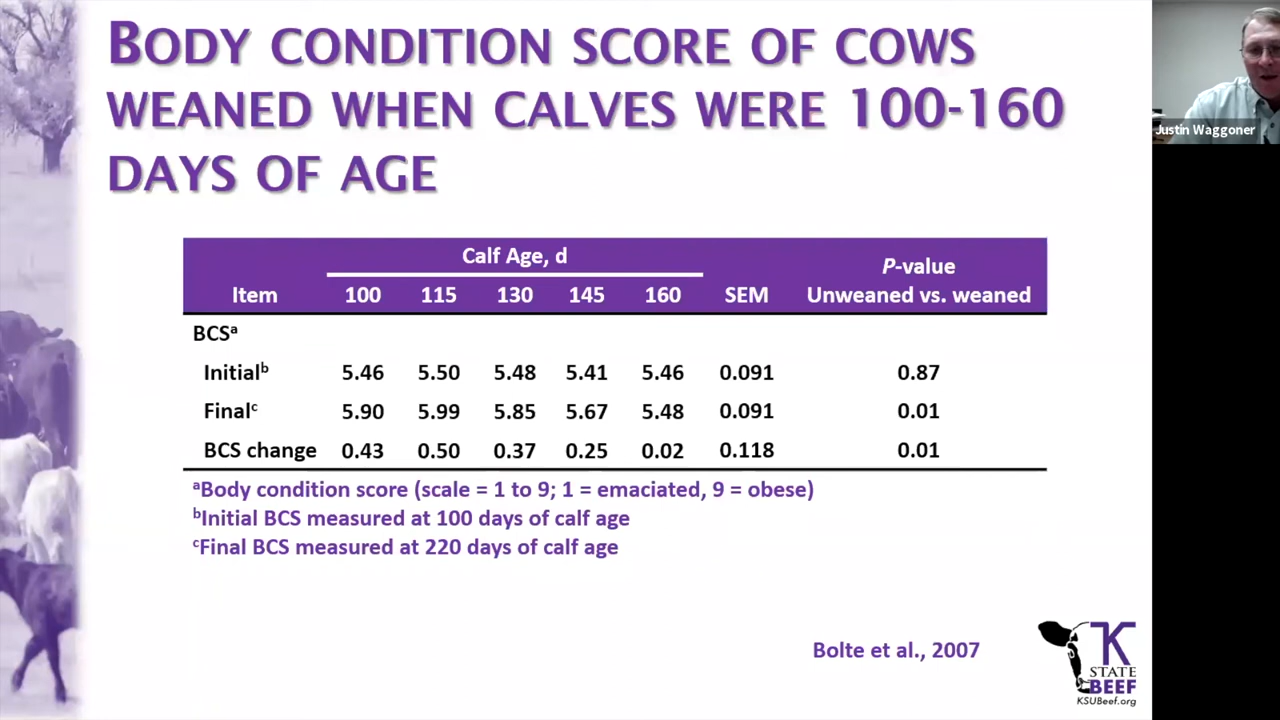 BODY CONDITION SCORE OF COWS
WEANED WHEN CALVES WERE 100-160
DAYS OF AGE
Justin Waggoner
Calf Age, d
P-value
Item 100 115 130 145 160 SEM Unweaned vs. weaned
BCSᵃ
Initialᵇ 5.46 5.50 5.48 5.41 5.46 0.091 0.87
Finalᶜ 5.90 5.99 5.85 5.67 5.48 0.091 0.01
BCS change 0.43 0.50 0.37 0.25 0.02 0.118 0.01
ᵃBody condition score (scale = 1 to 9; 1 = emaciated, 9 = obese)
ᵇInitial BCS measured at 100 days of calf age
ᶜFinal BCS measured at 220 days of calf age
Bolte et al., 2007
K
STATE
BEEF
KSUBeef.org